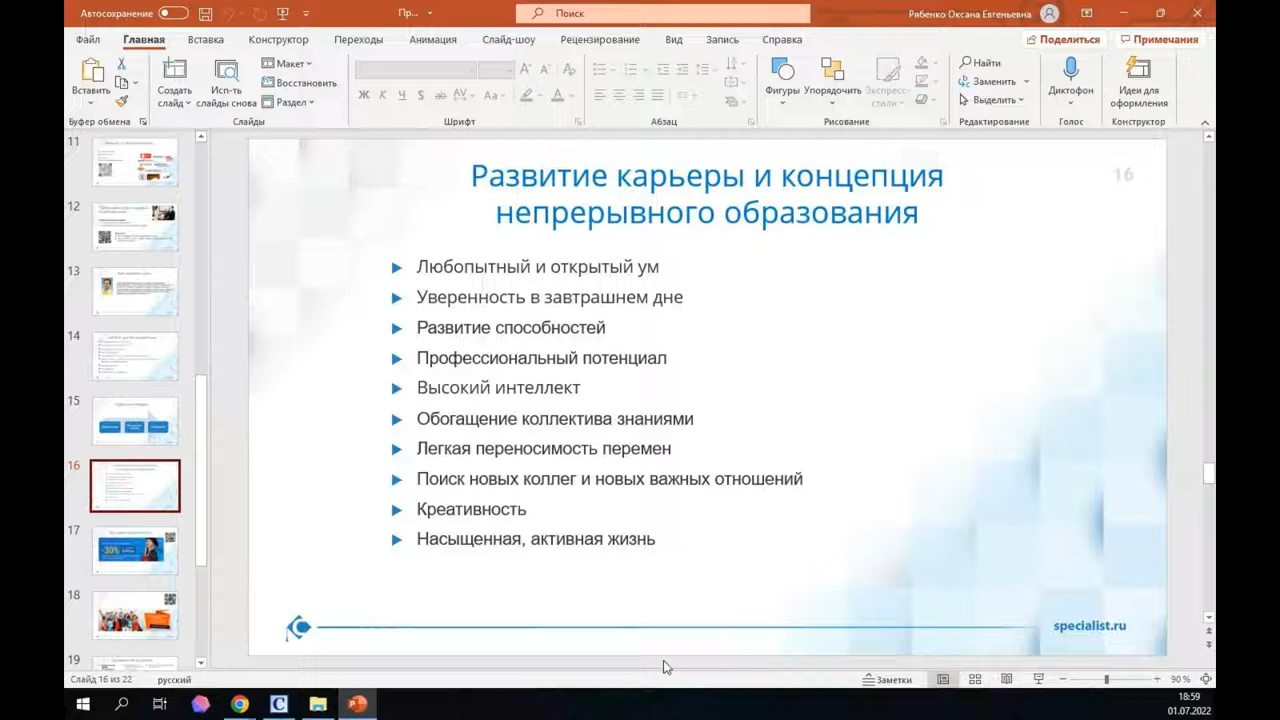 Автосохранение
Пр...
Поиск
Рябенко Оксана Евгеньевна
Файл Главная Вставка Конструктор Переходы Анимация Слайд-шоу Рецензирование Вид Запись Справка Поделиться Примечания
Вставить
Создать слайд
Исп-ть слайды снова
Макет
Восстановить
Раздел
Ж К Ч S ab AV Aa A
Фигуры
Упорядочить
Экспресс-стили
Найти
Заменить
Выделить
Диктофон
Идеи для оформления
Буфер обмена Слайды Шрифт Абзац Рисование Редактирование Голос Конструктор
11
12
13
14
15
16
17
-30%
18
19
16
Развитие карьеры и концепция
непрерывного образования
Любопытный и открытый ум
Уверенность в завтрашнем дне
Развитие способностей
Профессиональный потенциал
Высокий интеллект
Обогащение коллектива знаниями
Легкая переносимость перемен
Поиск новых коллег и новых важных отношений
Креативность
Насыщенная, активная жизнь
specialist.ru
Слайд 16 из 22 русский Заметки 90 %
18:59
01.07.2022